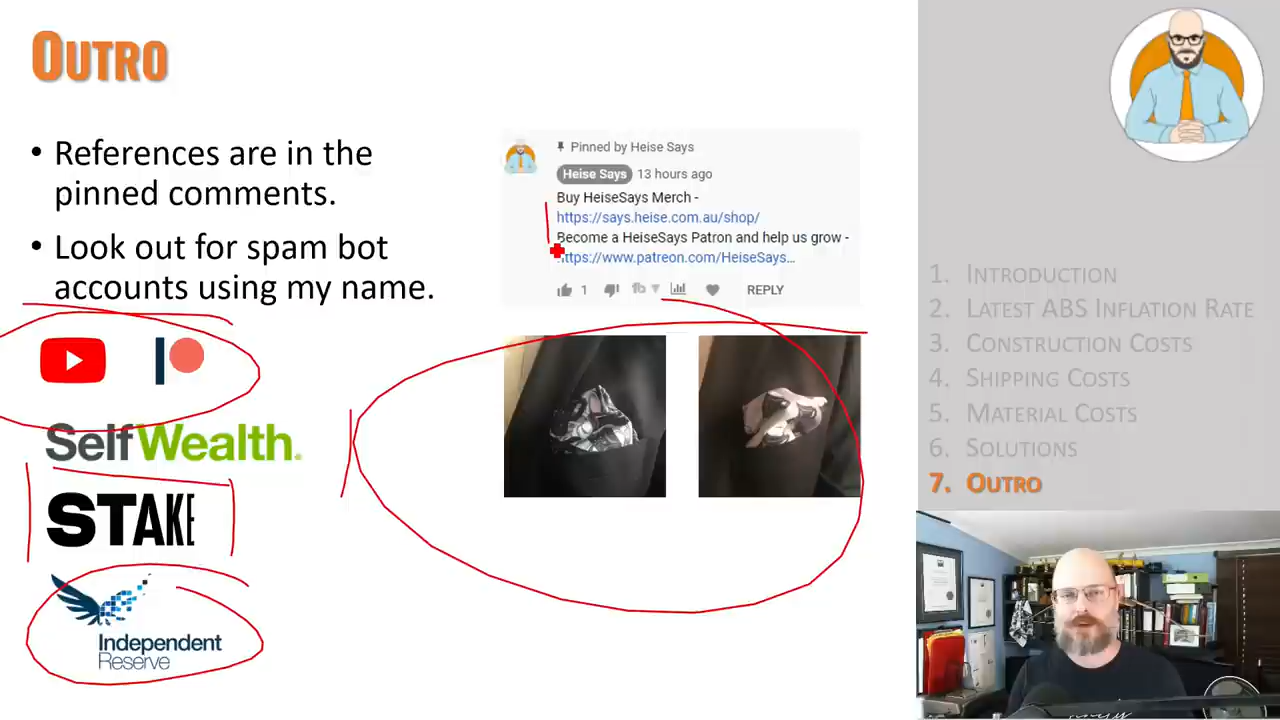 OUTRO
• References are in the
pinned comments.
• Look out for spam bot
accounts using my name.
SelfWealth.
STAKE
Independent
Reserve
Pinned by Heise Says
Heise Says 13 hours ago
Buy HeiseSays Merch -
https://says.heise.com.au/shop/
Become a HeiseSays Patron and help us grow -
https://www.patreon.com/HeiseSays...
1 REPLY
1. INTRODUCTION
2. LATEST ABS INFLATION RATE
3. CONSTRUCTION COSTS
4. SHIPPING COSTS
5. MATERIAL COSTS
6. SOLUTIONS
7. OUTRO